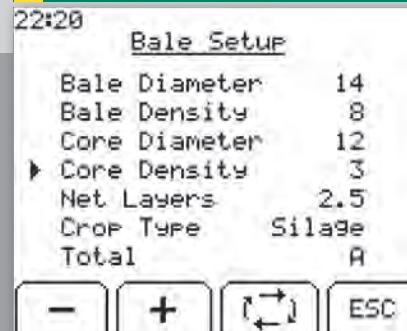 22:20
Bale Setup
Bale Diameter 14
Bale Density 8
Core Diameter 12
Core Density 3
Net Layers 2.5
Crop Type Silage
Total A
− + ESC